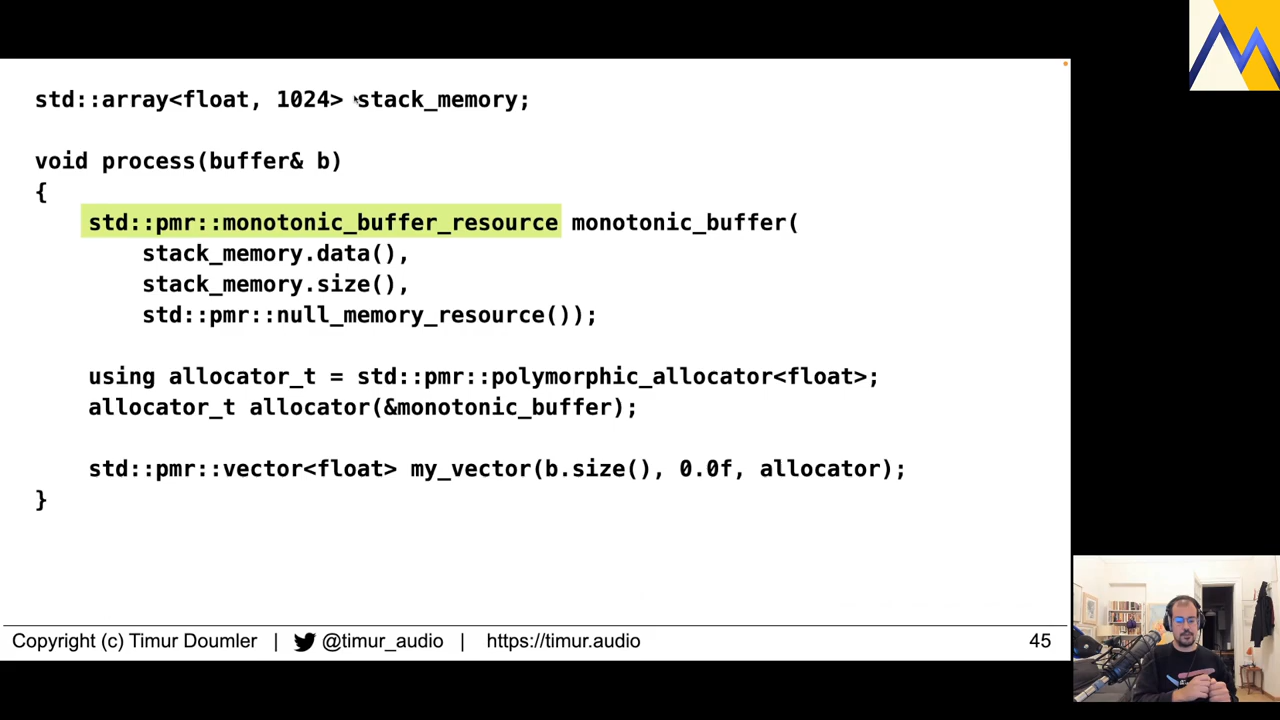 std::array<float, 1024> stack_memory;
void process(buffer& b)
{
std::pmr::monotonic_buffer_resource monotonic_buffer(
stack_memory.data(),
stack_memory.size(),
std::pmr::null_memory_resource());
using allocator_t = std::pmr::polymorphic_allocator<float>;
allocator_t allocator(&monotonic_buffer);
std::pmr::vector<float> my_vector(b.size(), 0.0f, allocator);
}
Copyright (c) Timur Doumler | @timur_audio | https://timur.audio 45